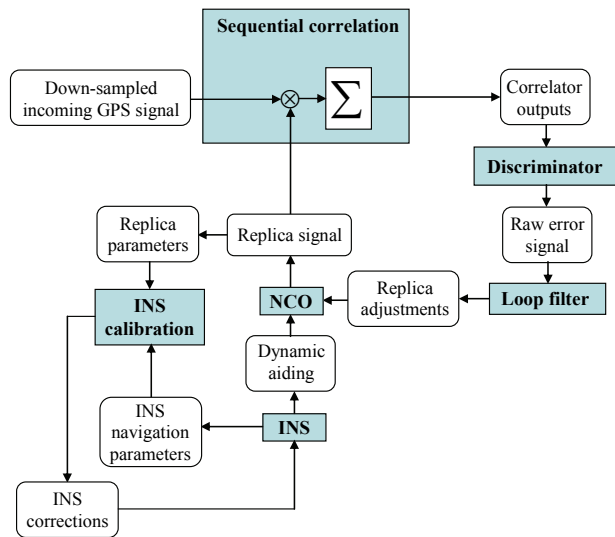 Sequential correlation
Down-sampled
incoming GPS signal
⊗
∑
Correlator
outputs
Discriminator
Replica
parameters
Replica signal
Raw error
signal
INS
calibration
NCO
Replica
adjustments
Loop filter
Dynamic
aiding
INS
navigation
parameters
INS
INS
corrections